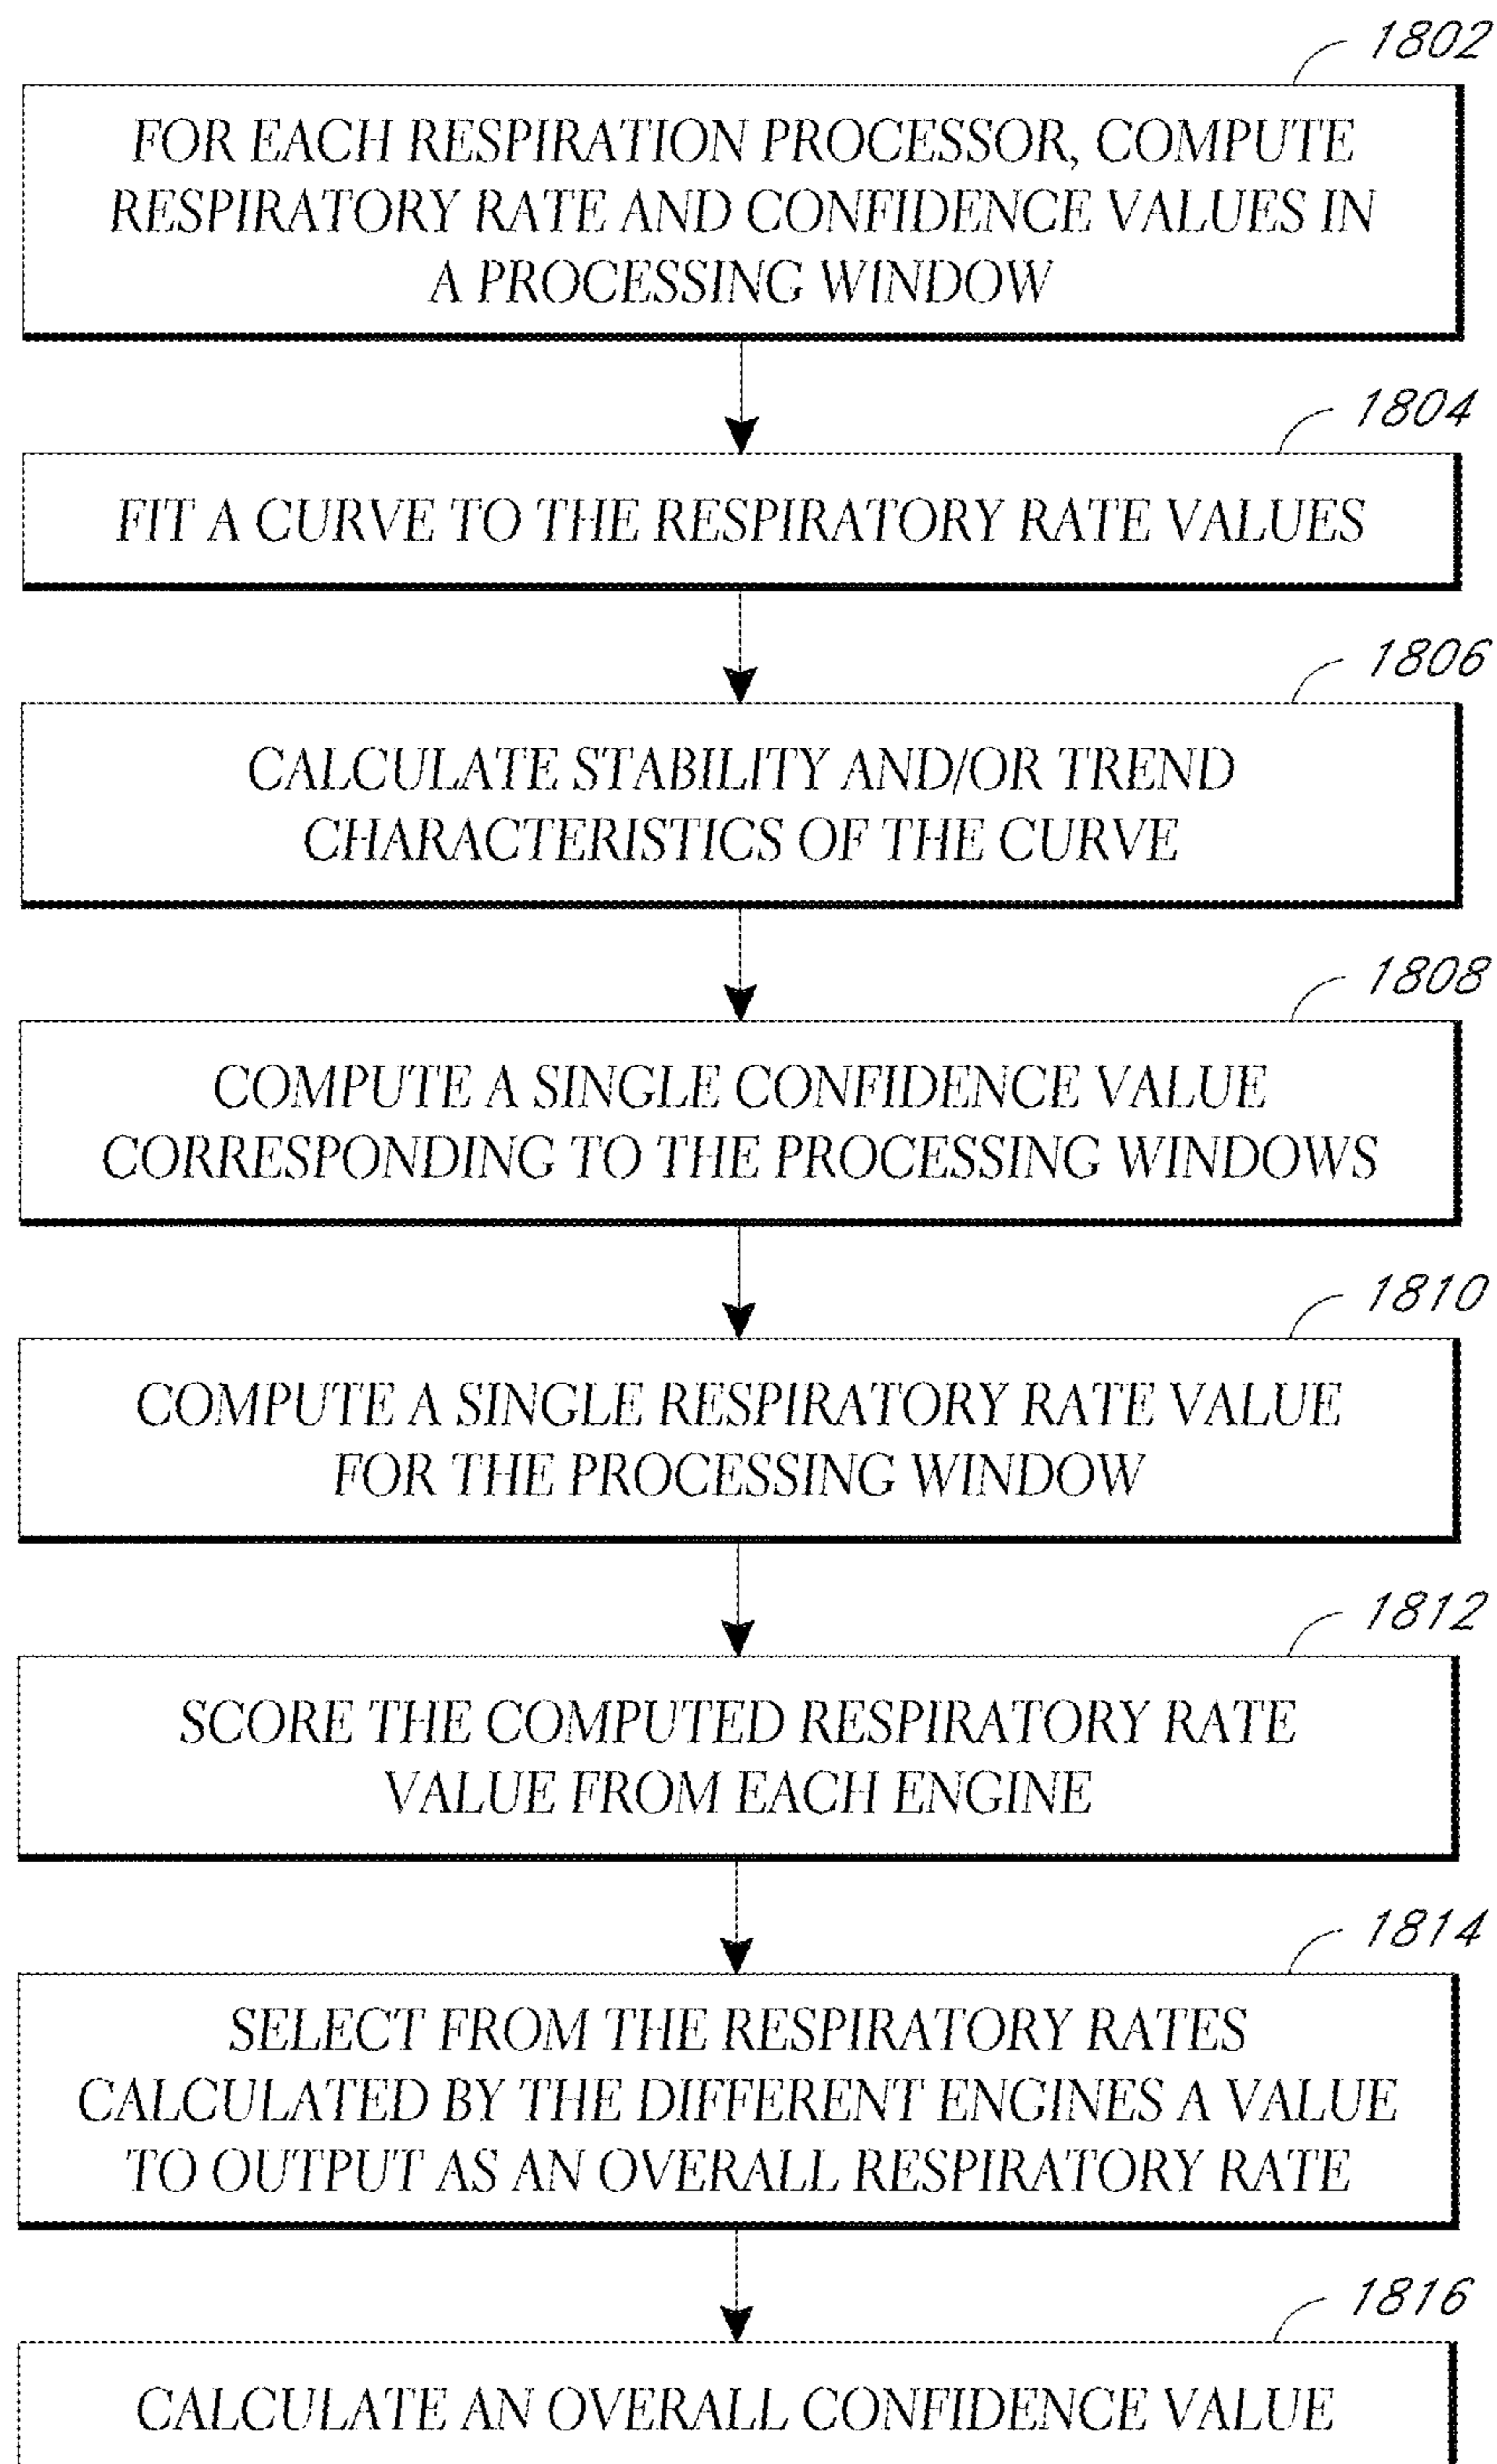 1802
FOR EACH RESPIRATION PROCESSOR, COMPUTE
RESPIRATORY RATE AND CONFIDENCE VALUES IN
A PROCESSING WINDOW
1804
FIT A CURVE TO THE RESPIRATORY RATE VALUES
1806
CALCULATE STABILITY AND/OR TREND
CHARACTERISTICS OF THE CURVE
1808
COMPUTE A SINGLE CONFIDENCE VALUE
CORRESPONDING TO THE PROCESSING WINDOWS
1810
COMPUTE A SINGLE RESPIRATORY RATE VALUE
FOR THE PROCESSING WINDOW
1812
SCORE THE COMPUTED RESPIRATORY RATE
VALUE FROM EACH ENGINE
1814
SELECT FROM THE RESPIRATORY RATES
CALCULATED BY THE DIFFERENT ENGINES A VALUE
TO OUTPUT AS AN OVERALL RESPIRATORY RATE
1816
CALCULATE AN OVERALL CONFIDENCE VALUE